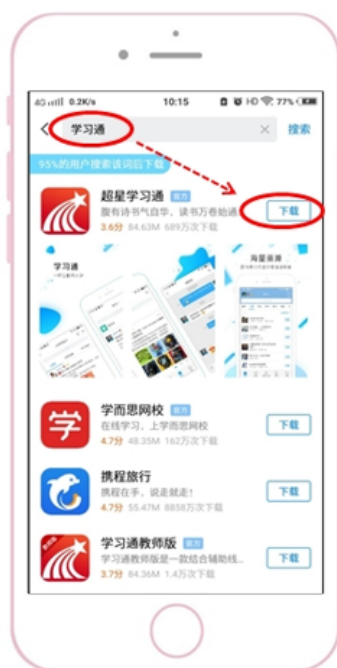 4G 0.2K/s 10:15 HD 77%
学习通 × 搜索
95%的用户搜索该词后下载
超星学习通 官方
腹有诗书气自华，读书万卷始通
3.6分 84.63M 689万次下载
下载
学习通
海星资源
学而思网校 官方
在线学习，上学而思网校
4.7分 48.35M 162万次下载
下载
携程旅行
携程在手，说走就走！
4.7分 55.47M 8858万次下载
下载
学习通教师版 官方
学习通教师版是一款结合辅助线...
3.7分 84.36M 1.4万次下载
下载